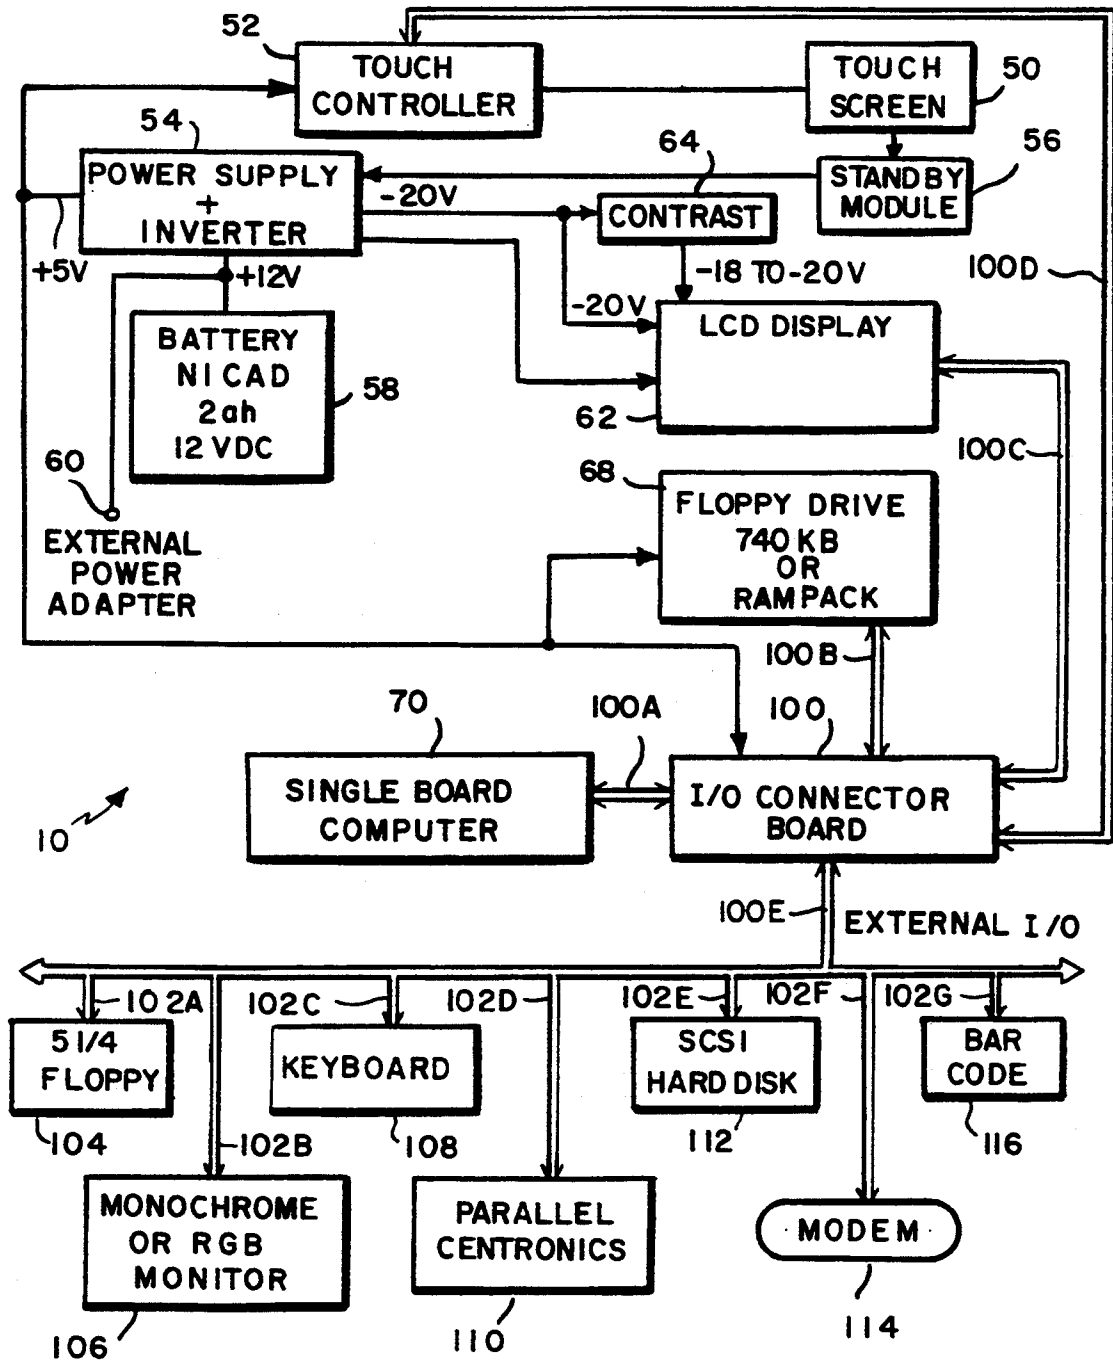 52
TOUCH
CONTROLLER
TOUCH
SCREEN
50
54
POWER SUPPLY
+
INVERTER
-20V
64
CONTRAST
STANDBY
MODULE
56
+5V
+12V
-18 TO-20V
100D
BATTERY
NICAD
2ah
12VDC
58
-20V
LCD DISPLAY
62
100C
60
EXTERNAL
POWER
ADAPTER
68
FLOPPY DRIVE
740 KB
OR
RAMPACK
100B
70
100A
100
SINGLE BOARD
COMPUTER
I/O CONNECTOR
BOARD
10
100E
EXTERNAL I/O
102A
102C
102D
102E
102F
102G
5 1/4
FLOPPY
104
102B
KEYBOARD
108
SCSI
HARD DISK
112
BAR
CODE
116
MONOCHROME
OR RGB
MONITOR
106
PARALLEL
CENTRONICS
110
MODEM
114